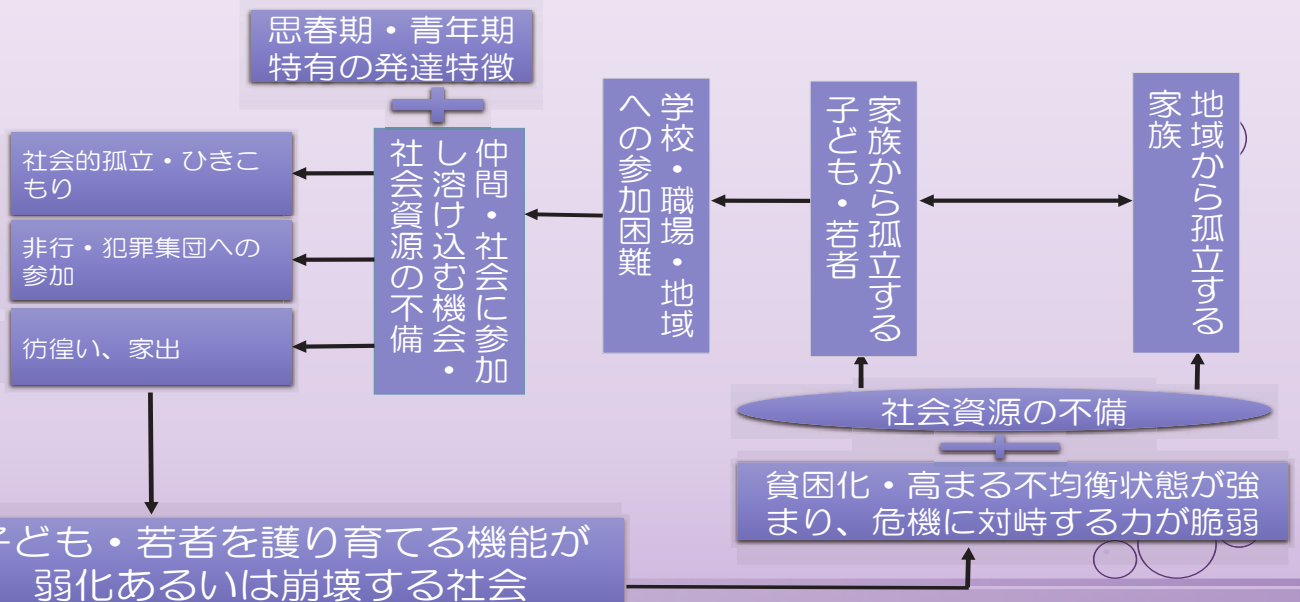 思春期・青年期
特有の発達特徴
地域から孤立する
家族
家族から孤立する
子ども・若者
学校・職場・地域
への参加困難
仲間・社会に参加
し溶け込む機会・
社会資源の不備
社会的孤立・ひきこ
もり
非行・犯罪集団への
参加
彷徨い、家出
社会資源の不備
貧困化・高まる不均衡状態が強
まり、危機に対峙する力が脆弱
子ども・若者を護り育てる機能が
弱化あるいは崩壊する社会